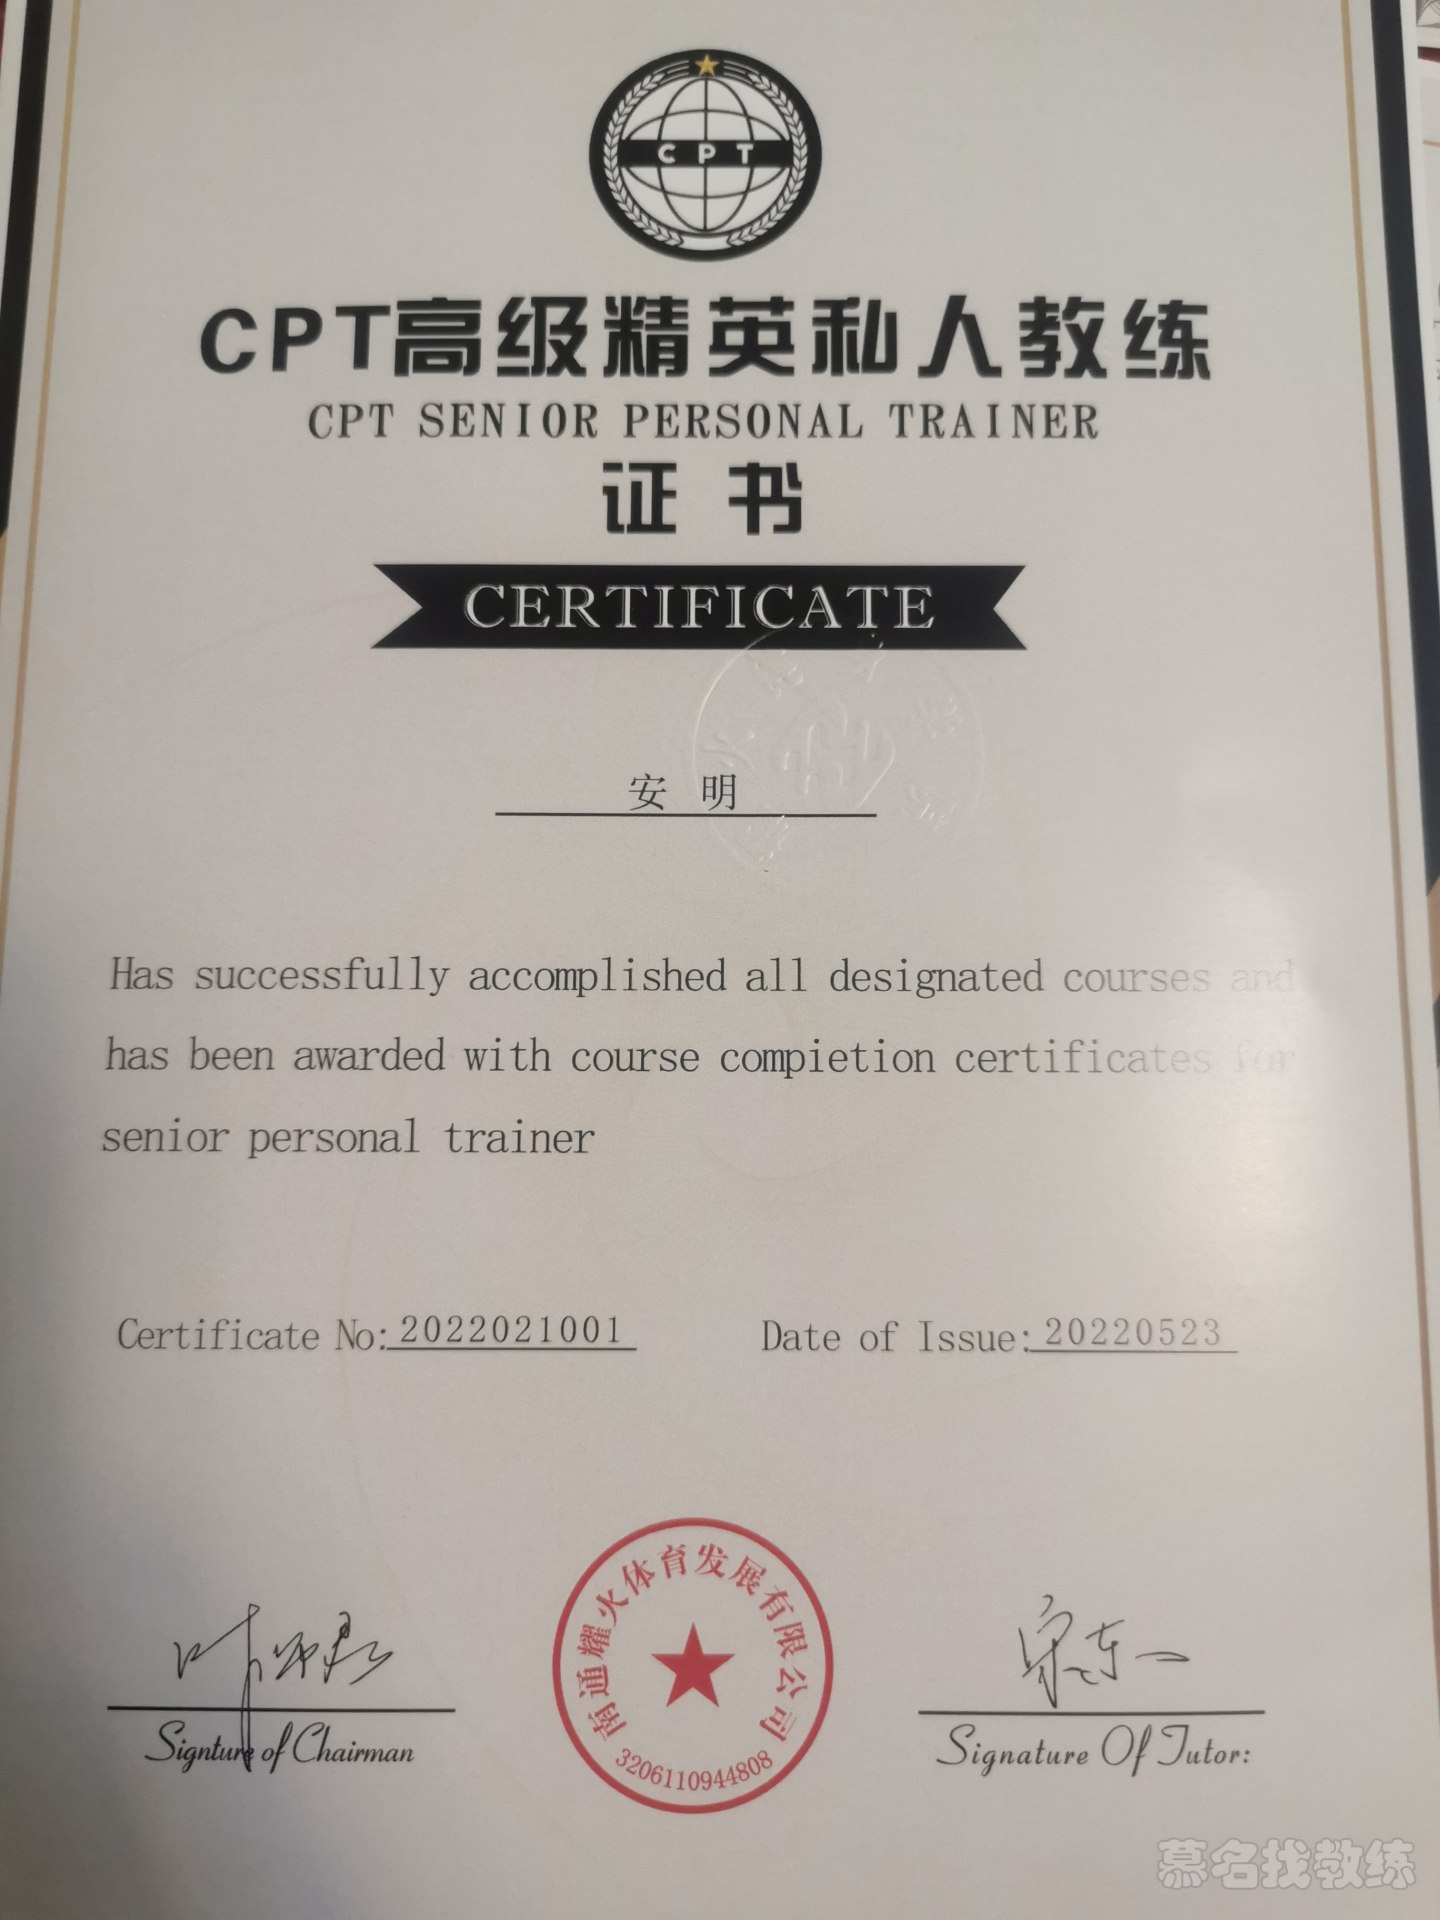 CPT
CPT高级精英私人教练
CPT SENIOR PERSONAL TRAINER
证书
CERTIFICATE
安 明
Has successfully accomplished all designated courses and
has been awarded with course compietion certificates for
senior personal trainer
Certificate No: 2022021001 Date of Issue: 20220523
南通耀火体育发展有限公司
3206110944808
Signture of Chairman Signature Of Tutor:
慕名找教练